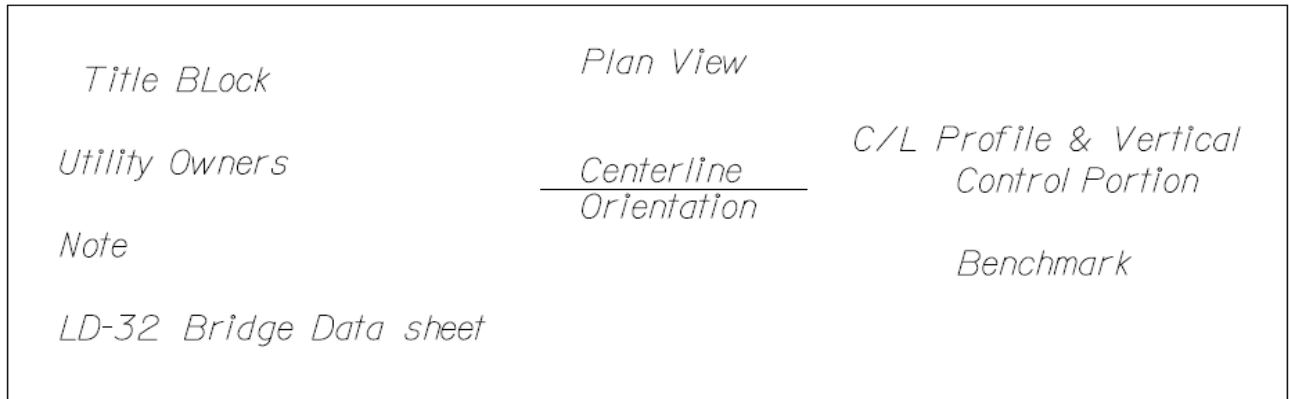 Title BLock
Utility Owners
Note
LD-32 Bridge Data sheet
Plan View
Centerline
Orientation
C/L Profile & Vertical
Control Portion
Benchmark